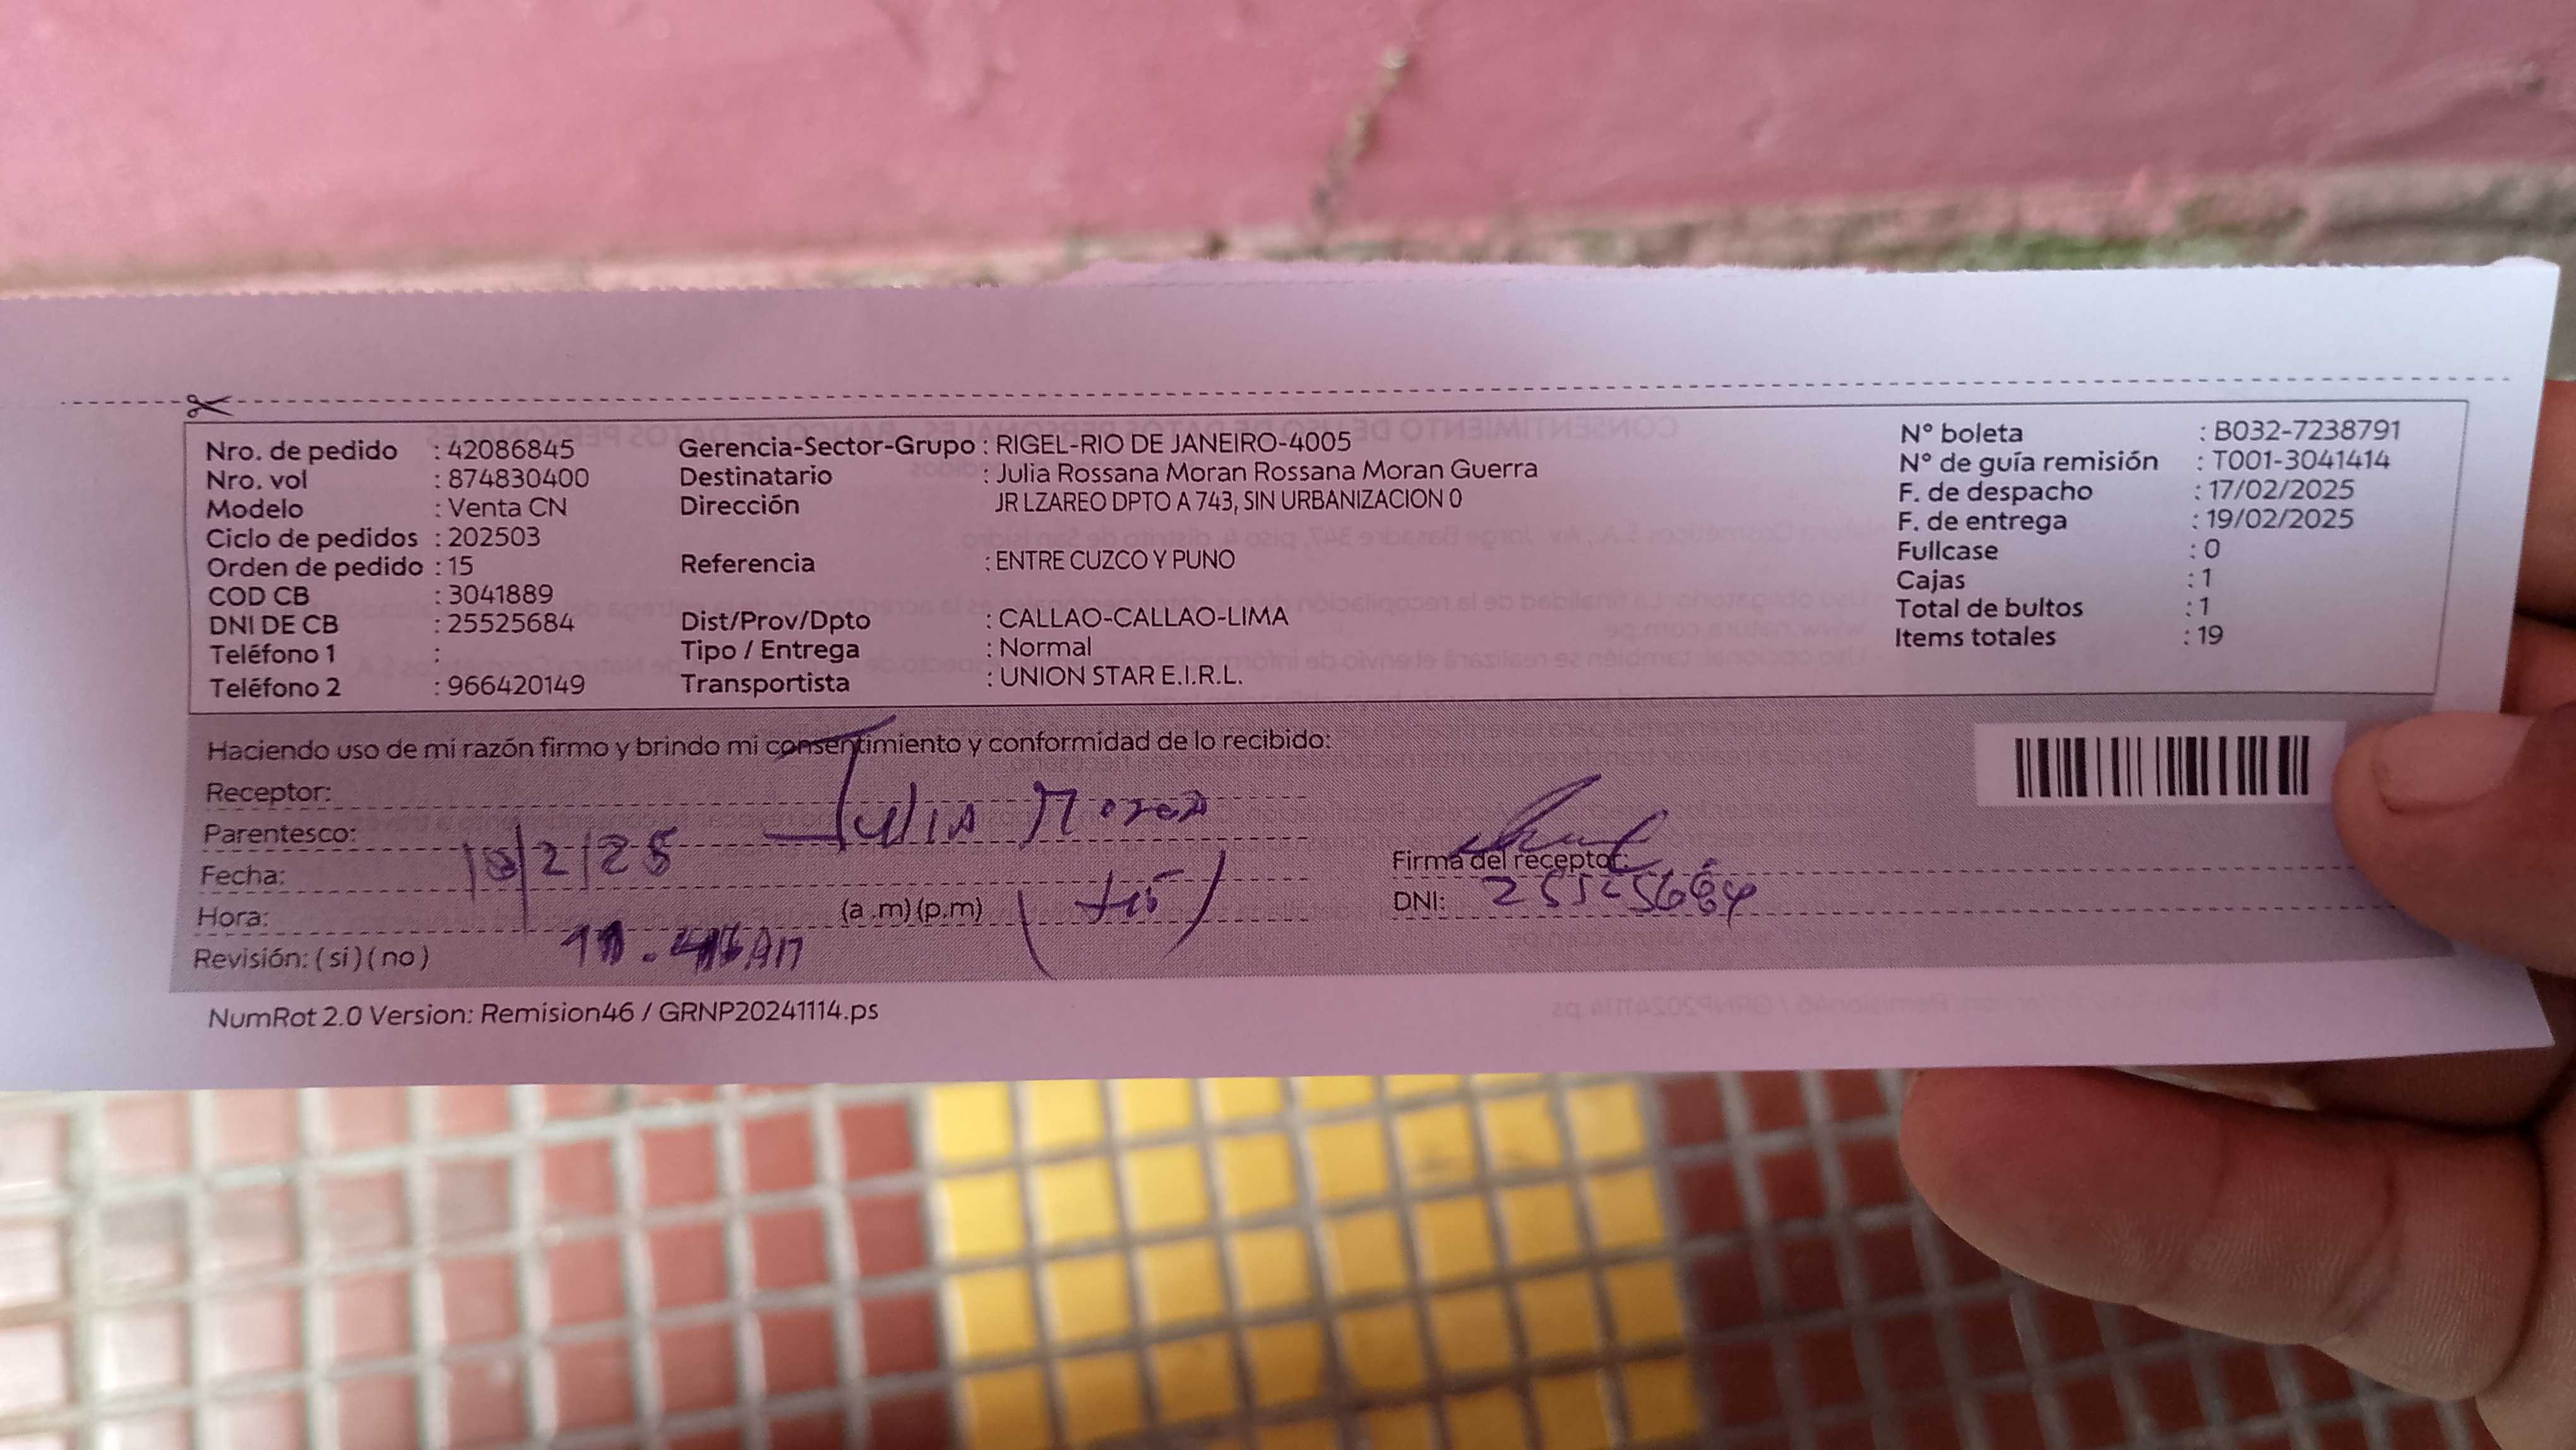 Nro. de pedido : 42086845
Nro. vol : 874830400
Modelo : Venta CN
Ciclo de pedidos : 202503
Orden de pedido : 15
COD CB : 3041889
DNI DE CB : 25525684
Teléfono 1 :
Teléfono 2 : 966420149
Gerencia-Sector-Grupo : RIGEL-RIO DE JANEIRO-4005
Destinatario : Julia Rossana Moran Rossana Moran Guerra
Dirección JR LZAREO DPTO A 743, SIN URBANIZACION 0
Referencia : ENTRE CUZCO Y PUNO
Dist/Prov/Dpto : CALLAO-CALLAO-LIMA
Tipo / Entrega : Normal
Transportista : UNION STAR E.I.R.L.
N° boleta : B032-7238791
N° de guía remisión : T001-3041414
F. de despacho : 17/02/2025
F. de entrega : 19/02/2025
Fullcase : 0
Cajas : 1
Total de bultos : 1
Items totales : 19
Haciendo uso de mi razón firmo y brindo mi consentimiento y conformidad de lo recibido:
Receptor:
Parentesco: Julia Moran
Fecha:
Hora: (a .m) (p.m)
Revisión: ( si ) ( no )
Firma del receptor:
DNI: 25525684
NumRot 2.0 Version: Remision46 / GRNP20241114.ps